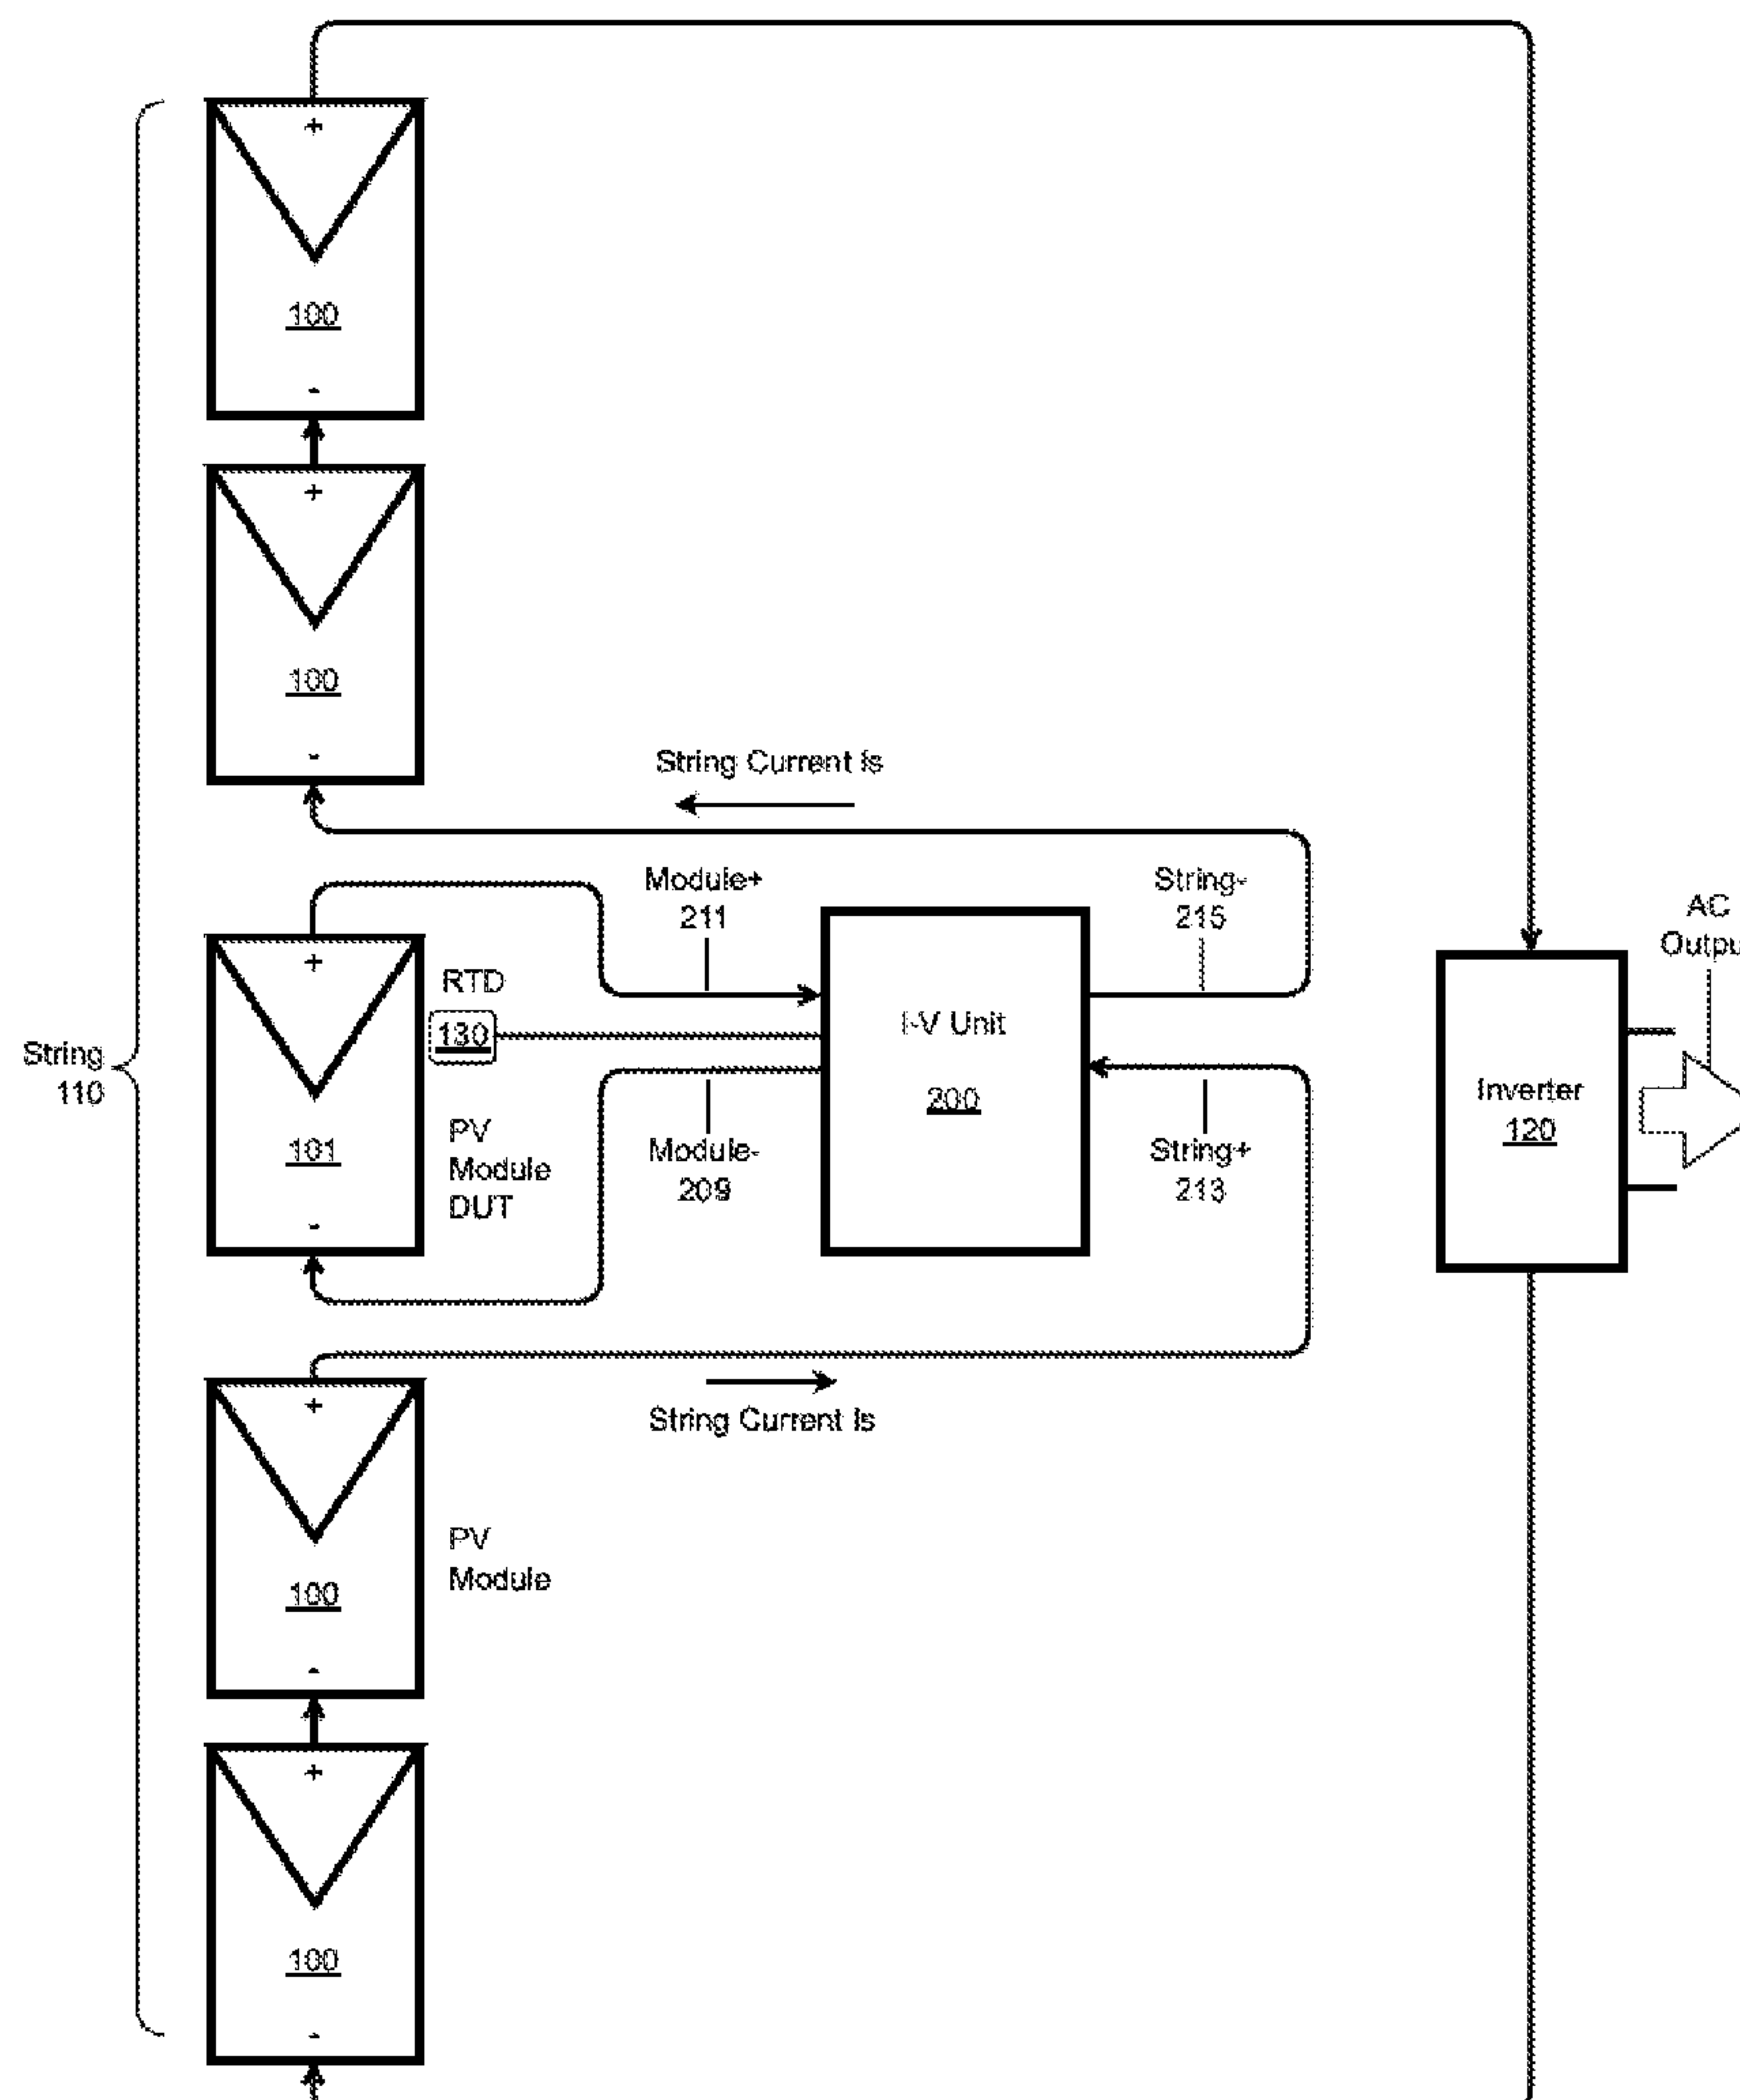 +
100
-
+
100
-
String Current Is
Module+
211
String-
215
AC
Outpu
+
RTD
130
I-V Unit
200
String
110
101
PV
Module
DUT
-
Module-
209
String+
213
Inverter
120
String Current Is
+
PV
Module
100
-
+
100
-